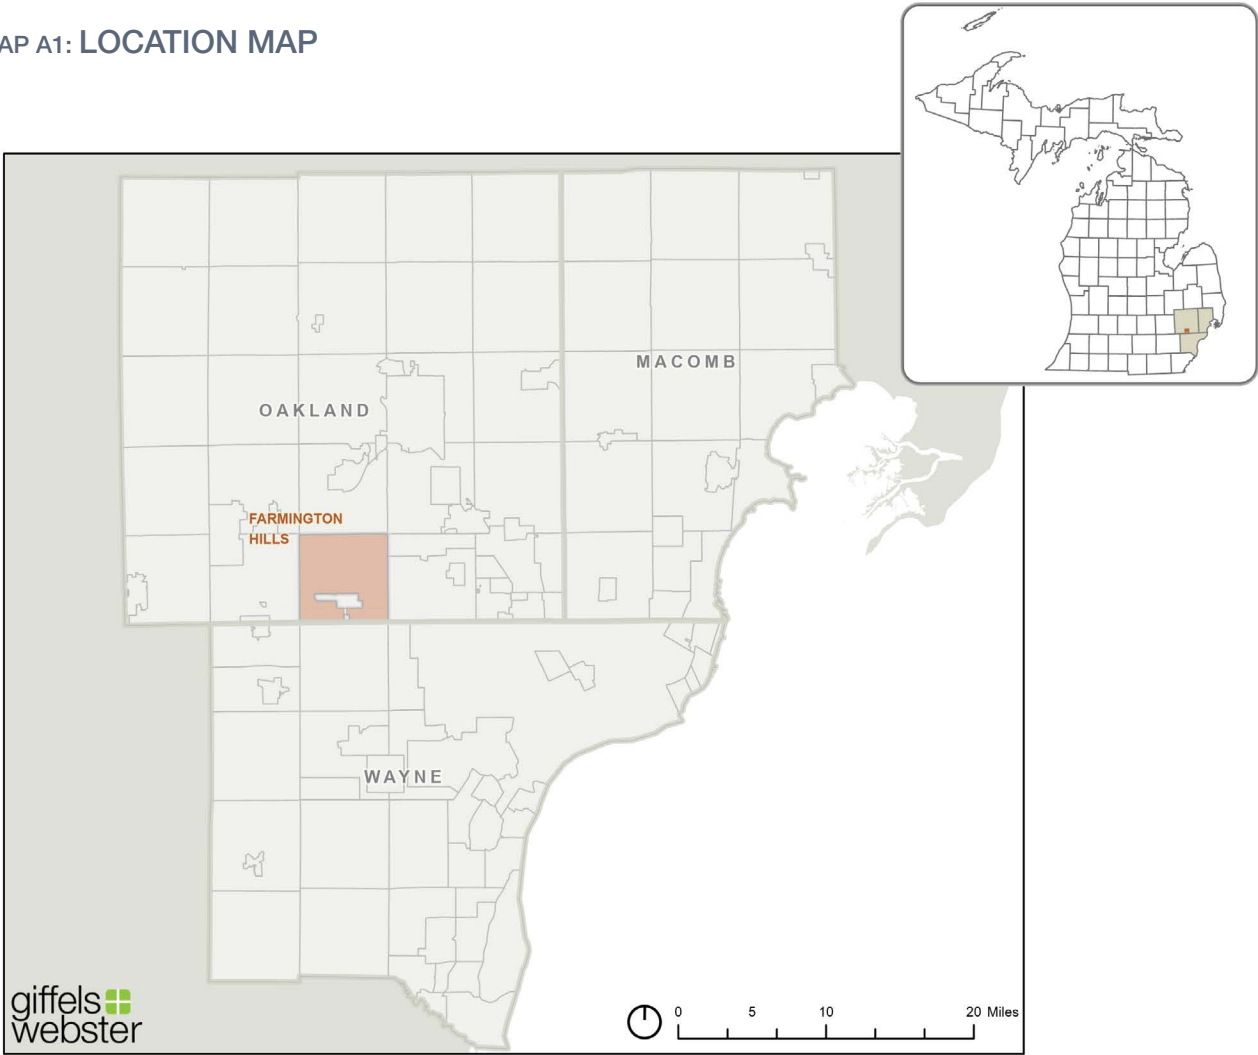 AP A1: LOCATION MAP
MACOMB
OAKLAND
FARMINGTON
HILLS
WAYNE
giffels
webster
0 5 10 20 Miles